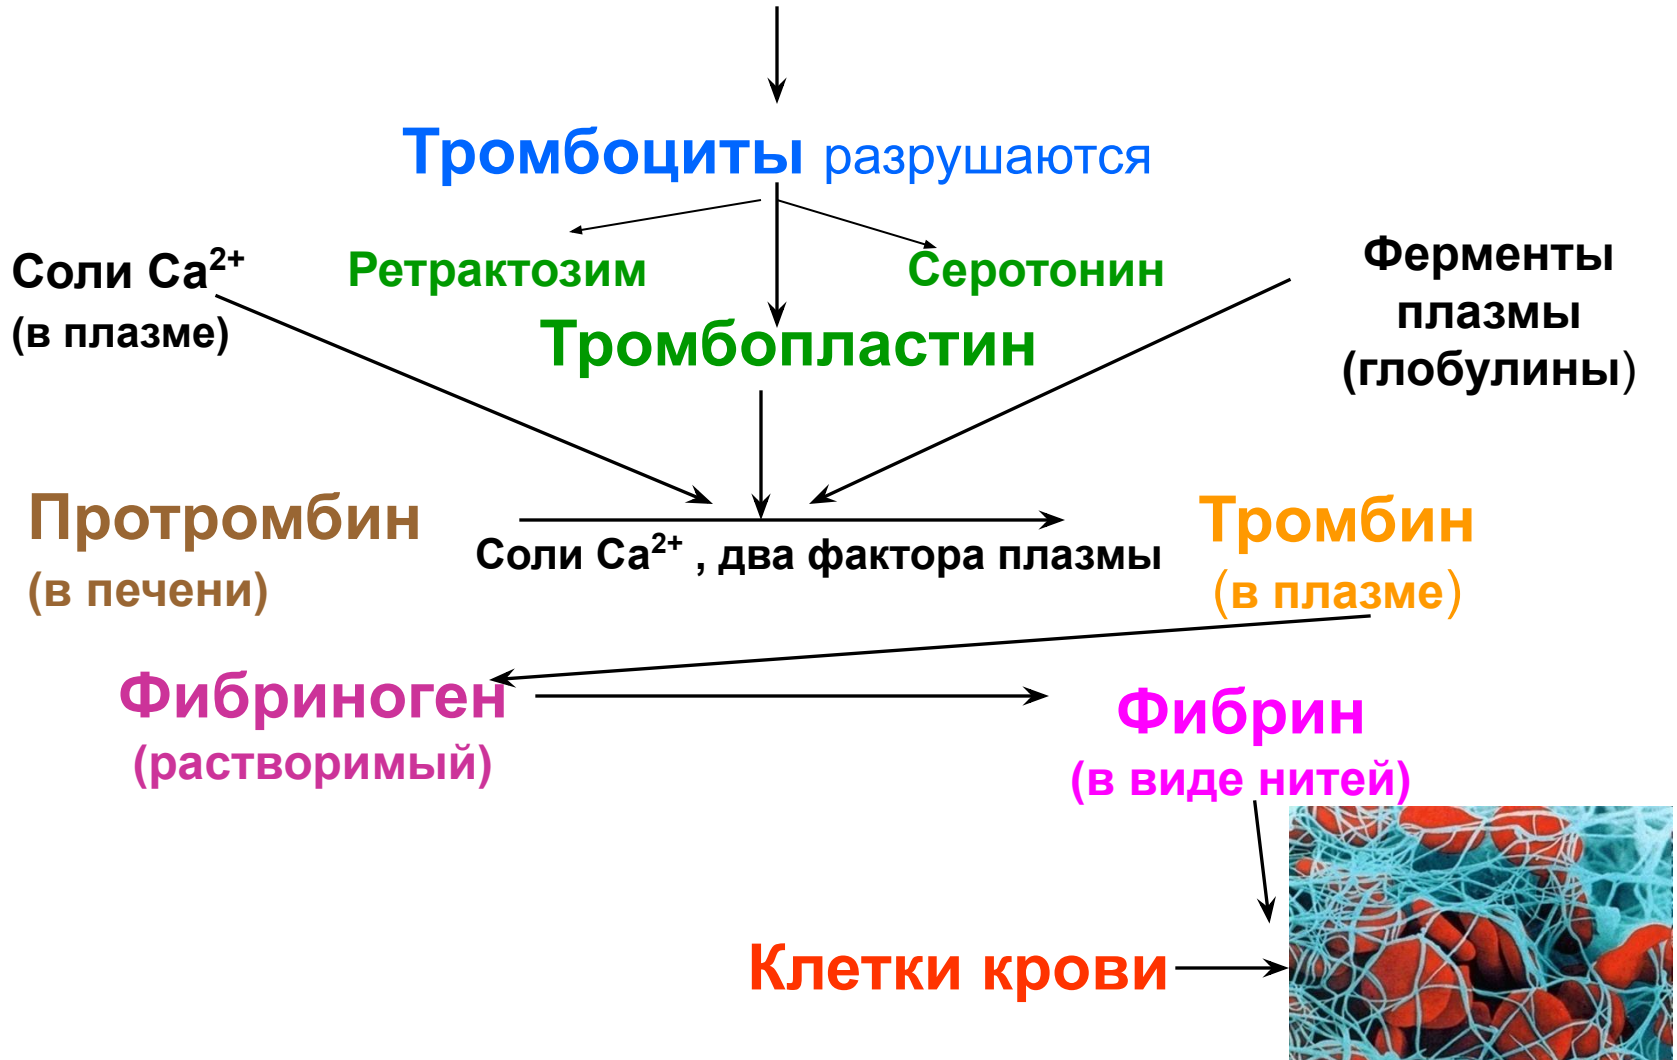 Тромбоциты разрушаются
Соли Ca²⁺
(в плазме)
Ретрактозим
Серотонин
Ферменты
плазмы
(глобулины)
Тромбопластин
Протромбин
(в печени)
Соли Ca²⁺ , два фактора плазмы
Тромбин
(в плазме)
Фибриноген
(растворимый)
Фибрин
(в виде нитей)
Клетки крови